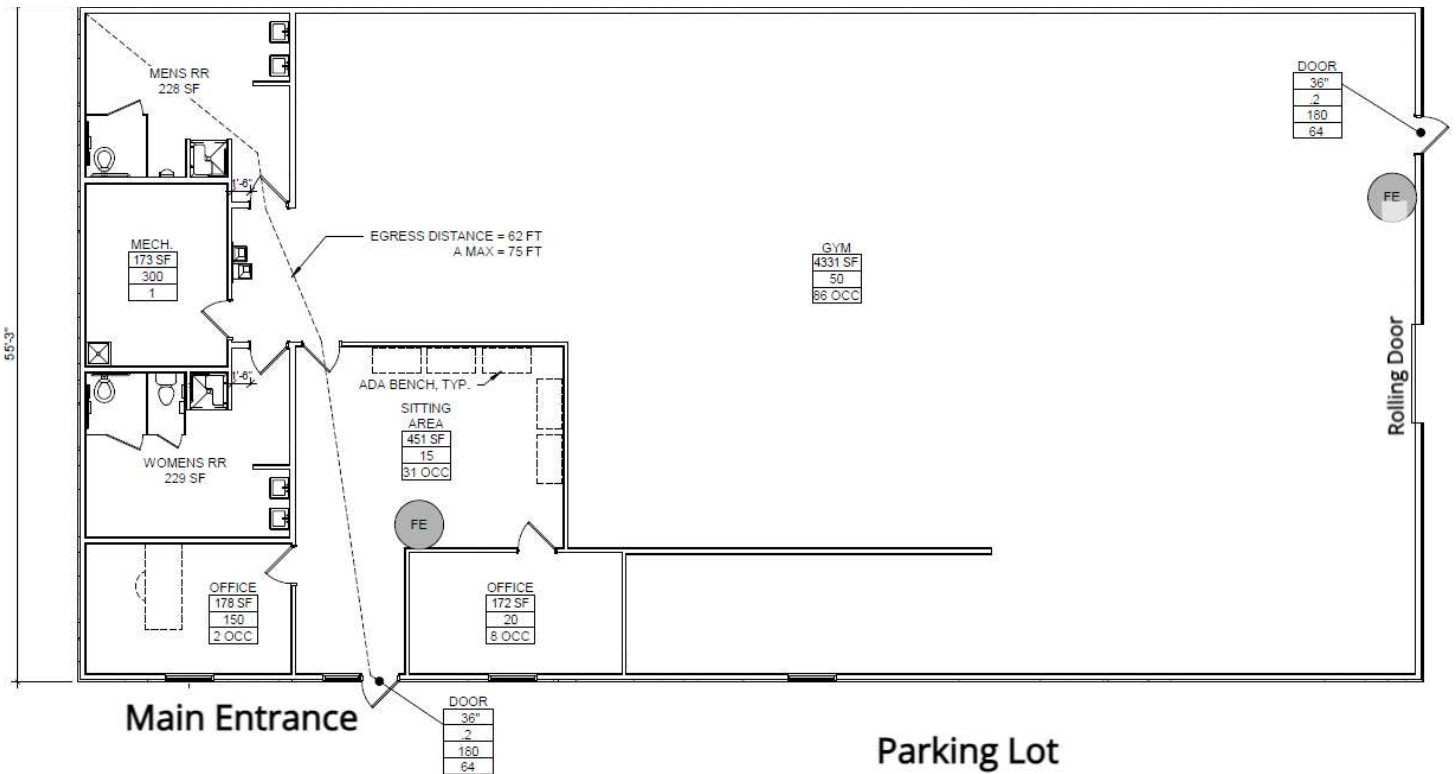 MENS RR
228 SF
DOOR
36"
.2
180
64
1'-6"
FE
EGRESS DISTANCE = 62 FT
A MAX = 75 FT
MECH.
173 SF
300
1
GYM
4331 SF
50
86 OCC
55'-3"
Rolling Door
1'-6"
ADA BENCH, TYP.
SITTING
AREA
451 SF
15
31 OCC
WOMENS RR
229 SF
FE
OFFICE
178 SF
150
2 OCC
OFFICE
172 SF
20
8 OCC
Main Entrance
DOOR
36"
.2
180
64
Parking Lot